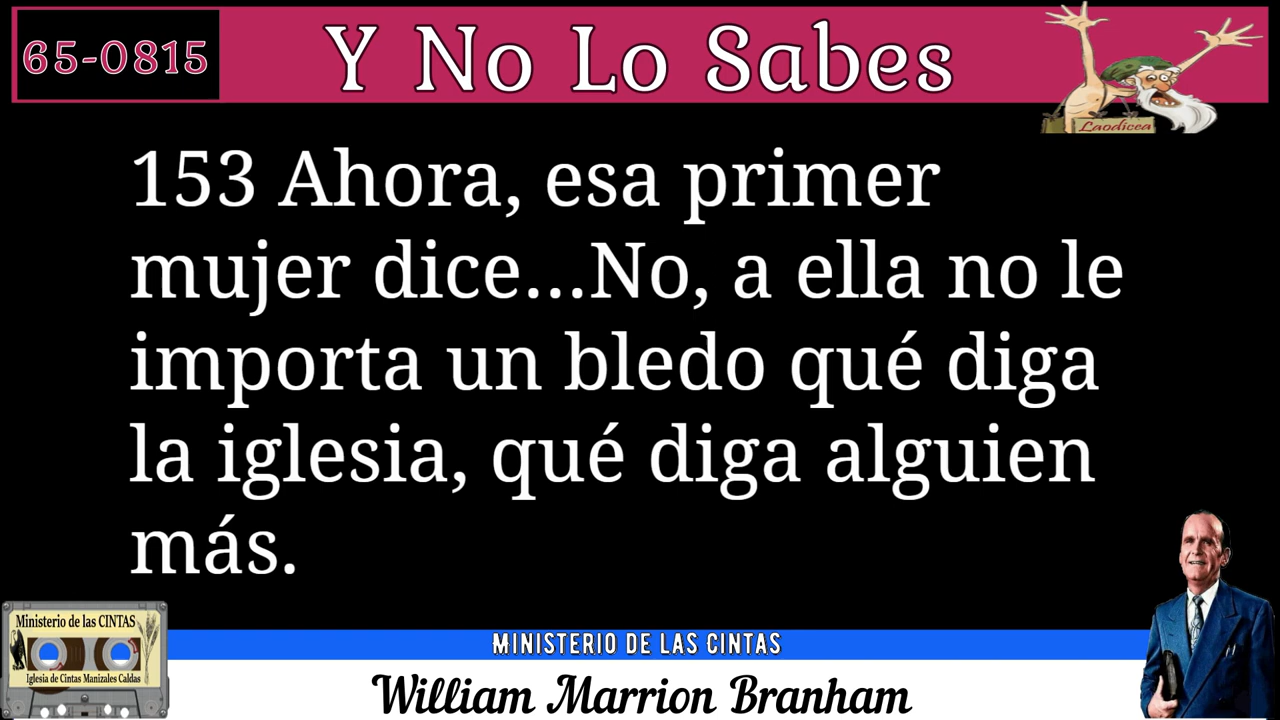 65-0815
Y No Lo Sabes
Laodicea
153 Ahora, esa primer
mujer dice...No, a ella no le
importa un bledo qué diga
la iglesia, qué diga alguien
más.
Ministerio de las CINTAS
Iglesia de Cintas Manizales Caldas
MINISTERIO DE LAS CINTAS
William Marrion Branham